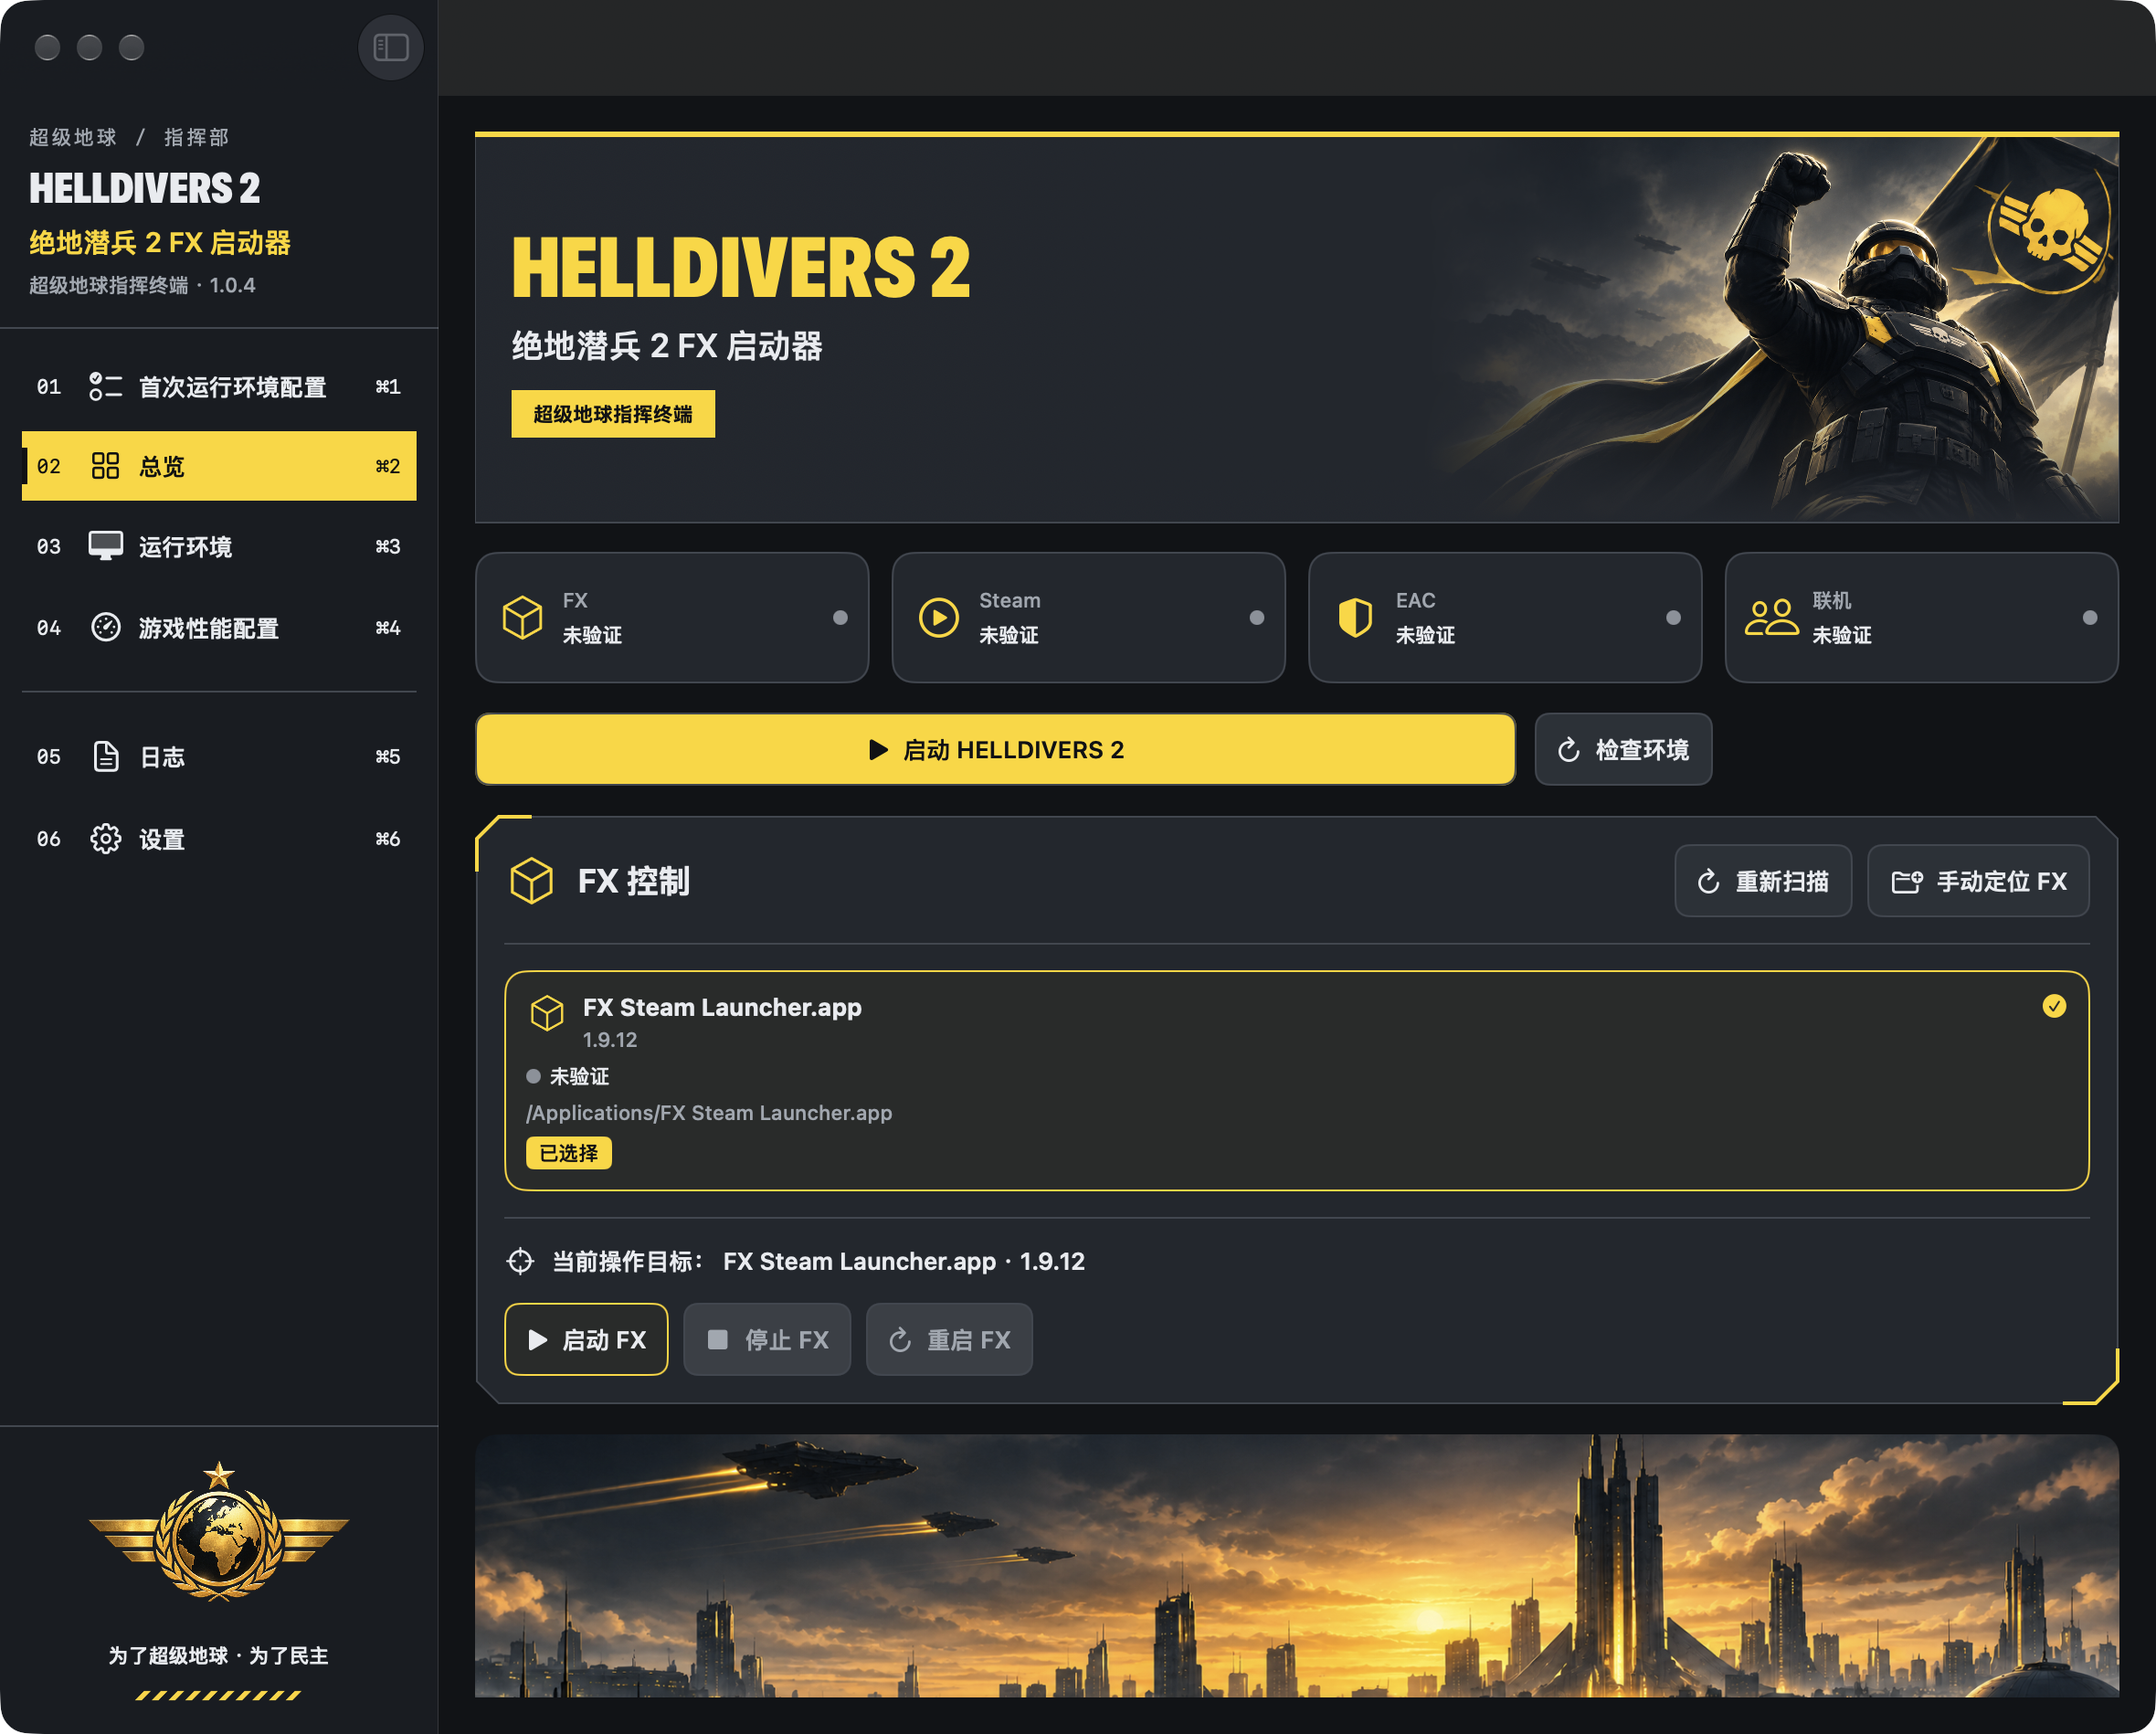 超级地球 / 指挥部
HELLDIVERS 2
绝地潜兵 2 FX 启动器
超级地球指挥终端 · 1.0.4
01 首次运行环境配置 ⌘1
02 总览 ⌘2
03 运行环境 ⌘3
04 游戏性能配置 ⌘4
05 日志 ⌘5
06 设置 ⌘6
为了超级地球 · 为了民主
HELLDIVERS 2
绝地潜兵 2 FX 启动器
超级地球指挥终端
FX
未验证
Steam
未验证
EAC
未验证
联机
未验证
启动 HELLDIVERS 2
检查环境
FX 控制
重新扫描
手动定位 FX
FX Steam Launcher.app
1.9.12
未验证
/Applications/FX Steam Launcher.app
已选择
当前操作目标： FX Steam Launcher.app · 1.9.12
启动 FX
停止 FX
重启 FX